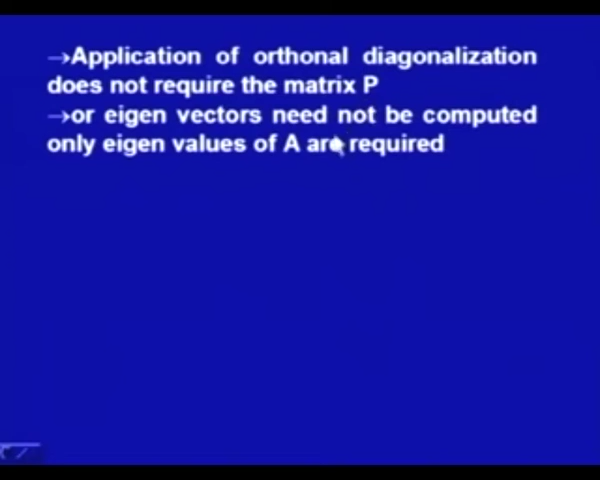 →Application of orthonal diagonalization
does not require the matrix P
→or eigen vectors need not be computed
only eigen values of A are required